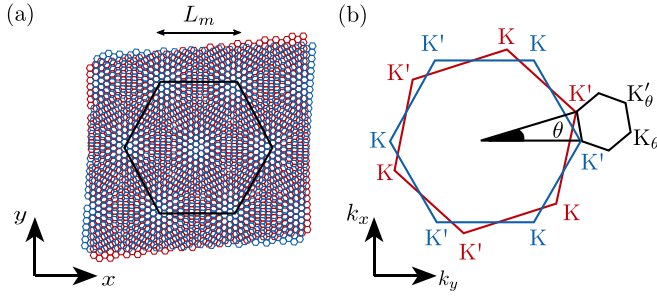 (a)
L_m
y
x
(b)
K K
K' K'
K' K'_θ
K θ K_θ
K K'
K
K' K
K'
k_x
k_y